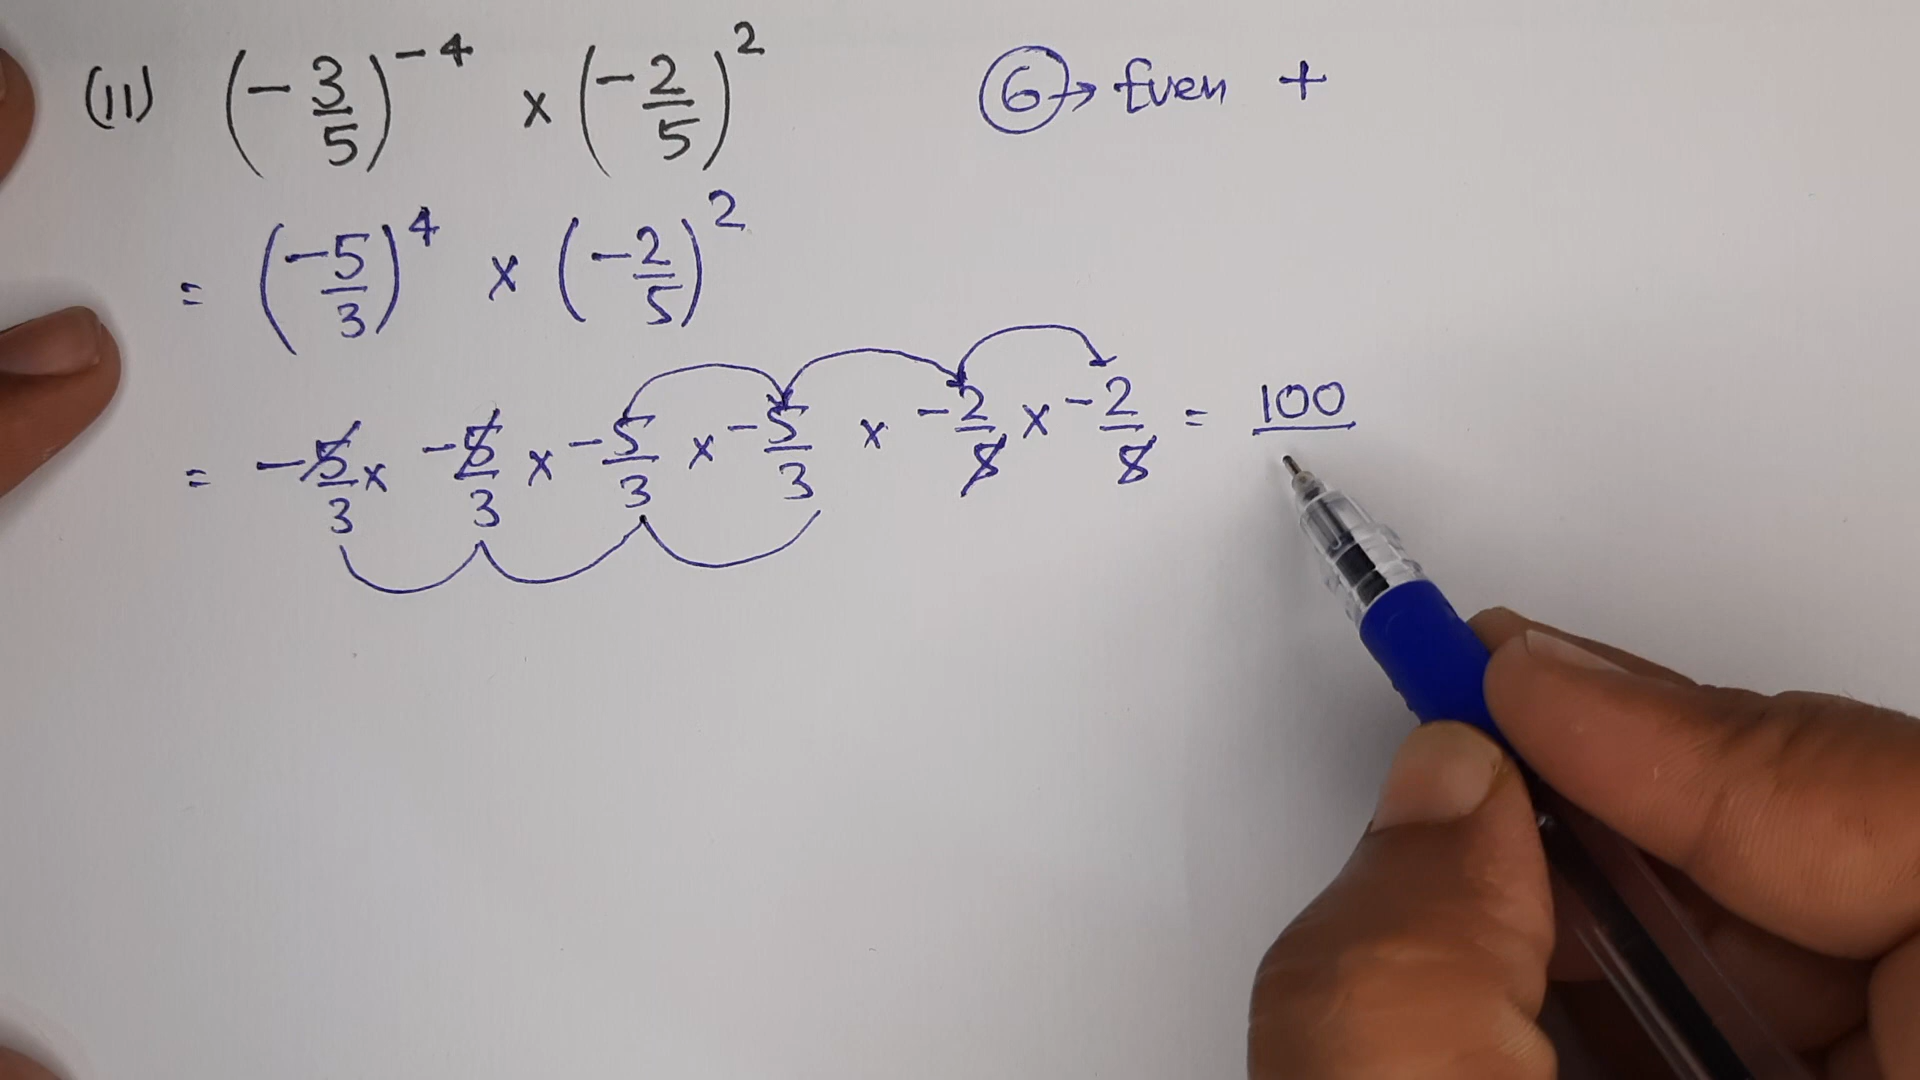 (11) (-3/5)^-4 x (-2/5)^2
6 → Even +
= (-5/3)^4 x (-2/5)^2
= -5/3 x -5/3 x -5/3 x -5/3 x -2/5 x -2/5 = 100